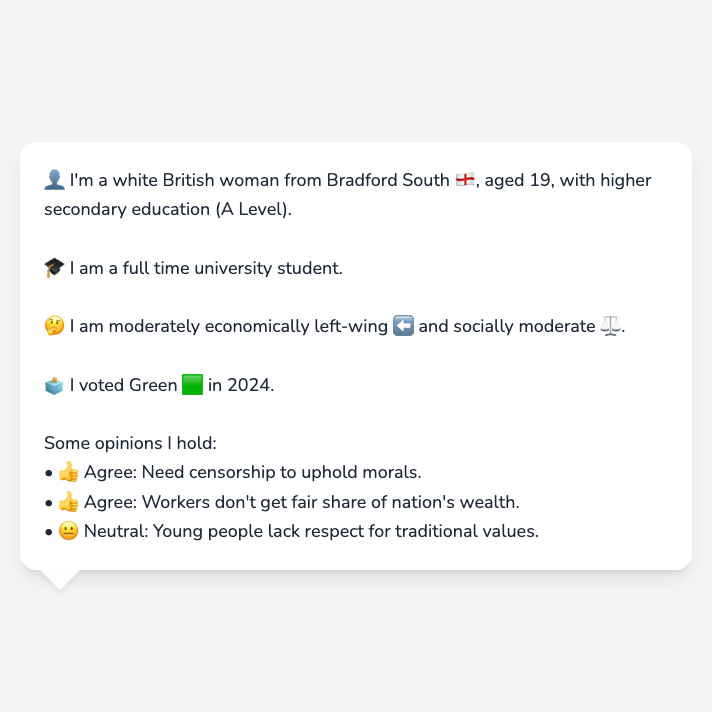 👤 I'm a white British woman from Bradford South 🏴󠁧󠁢󠁥󠁮󠁧󠁿, aged 19, with higher
secondary education (A Level).
🎓 I am a full time university student.
🤔 I am moderately economically left-wing ⬅️ and socially moderate ⚖️.
🗳️ I voted Green 🟩 in 2024.
Some opinions I hold:
• 👍 Agree: Need censorship to uphold morals.
• 👍 Agree: Workers don't get fair share of nation's wealth.
• 😐 Neutral: Young people lack respect for traditional values.